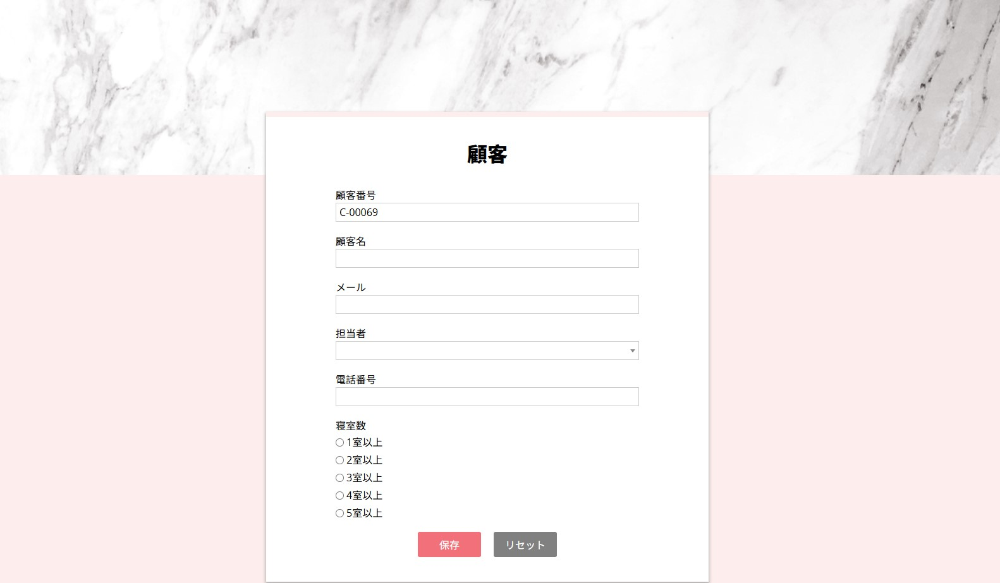 顧客
顧客番号
C-00069
顧客名
メール
担当者
電話番号
寝室数
1室以上
2室以上
3室以上
4室以上
5室以上
保存 リセット